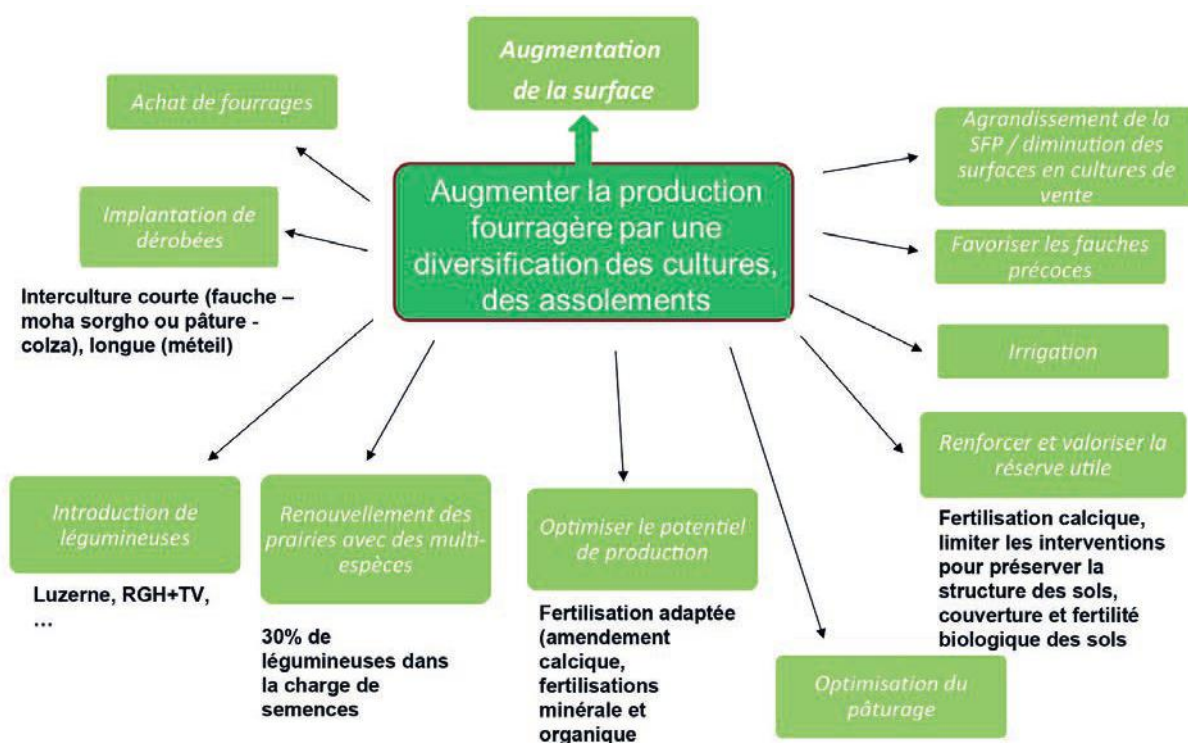 Augmentation
de la surface
Achat de fourrages
Implantation de
dérobées
Interculture courte (fauche –
moha sorgho ou pâture -
colza), longue (méteil)
Augmenter la production
fourragère par une
diversification des cultures,
des assolements
Agrandissement de la
SFP / diminution des
surfaces en cultures de
vente
Favoriser les fauches
précoces
Irrigation
Renforcer et valoriser la
réserve utile
Fertilisation calcique,
limiter les interventions
pour préserver la
structure des sols,
couverture et fertilité
biologique des sols
Introduction de
légumineuses
Luzerne, RGH+TV,
…
Renouvellement des
prairies avec des multi-
espèces
30% de
légumineuses dans
la charge de
semences
Optimiser le potentiel
de production
Fertilisation adaptée
(amendement
calcique,
fertilisations
minérale et
organique
Optimisation du
pâturage